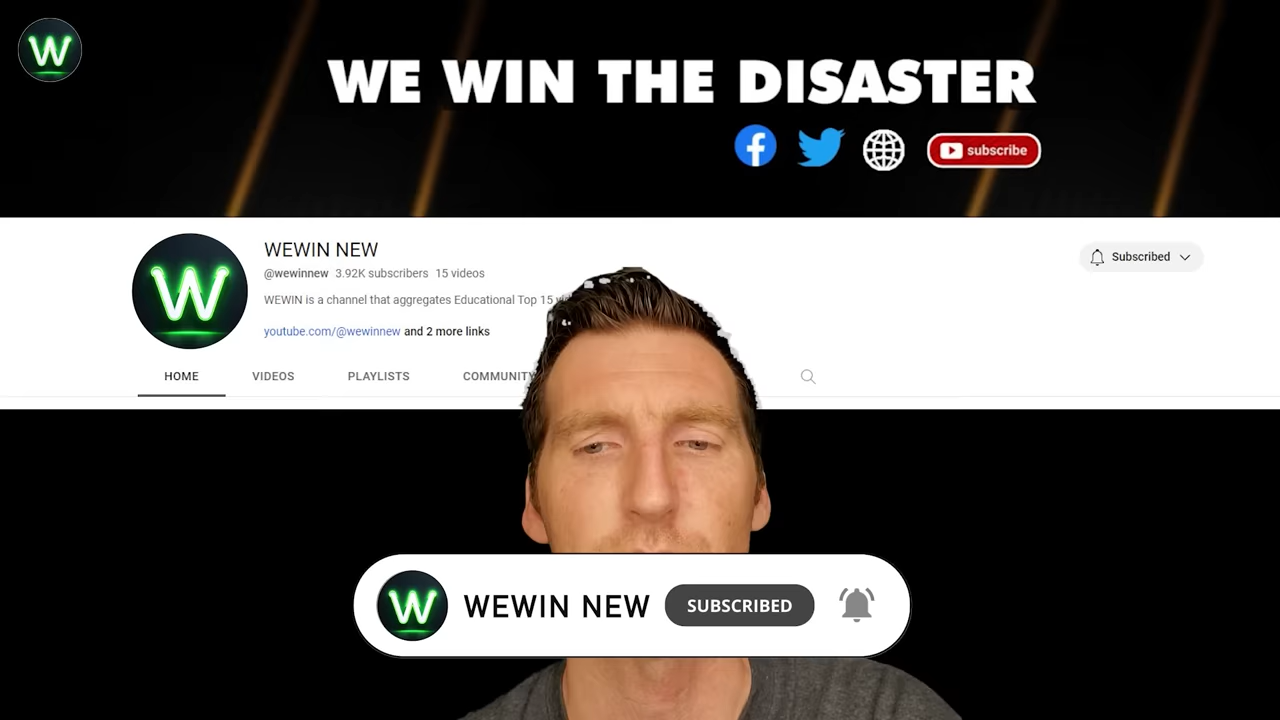 W
WE WIN THE DISASTER
f
subscribe
W
WEWIN NEW
@wewinnew 3.92K subscribers 15 videos
Subscribed
WEWIN is a channel that aggregates Educational Top 15
youtube.com/@wewinnew and 2 more links
HOME VIDEOS PLAYLISTS COMMUNITY
W WEWIN NEW SUBSCRIBED